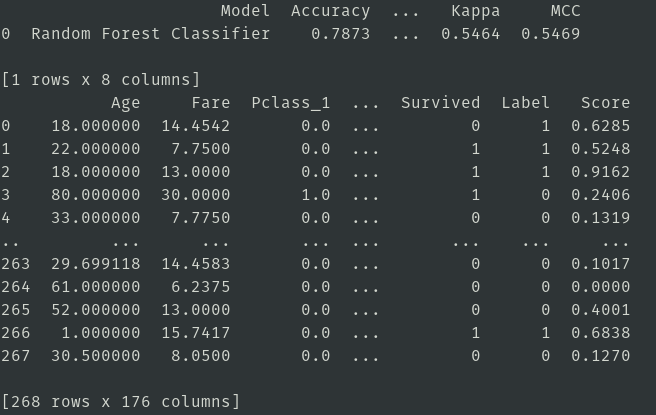 Model  Accuracy  ...   Kappa     MCC
0  Random Forest Classifier    0.7873  ...  0.5464  0.5469
[1 rows x 8 columns]
Age     Fare  Pclass_1  ...  Survived  Label   Score
0    18.000000  14.4542       0.0  ...         0      1  0.6285
1    22.000000   7.7500       0.0  ...         1      1  0.5248
2    18.000000  13.0000       0.0  ...         1      1  0.9162
3    80.000000  30.0000       1.0  ...         1      0  0.2406
4    33.000000   7.7750       0.0  ...         0      0  0.1319
..         ...      ...       ...  ...       ...    ...     ...
263  29.699118  14.4583       0.0  ...         0      0  0.1017
264  61.000000   6.2375       0.0  ...         0      0  0.0000
265  52.000000  13.0000       0.0  ...         0      0  0.4001
266   1.000000  15.7417       0.0  ...         1      1  0.6838
267  30.500000   8.0500       0.0  ...         0      0  0.1270
[268 rows x 176 columns]